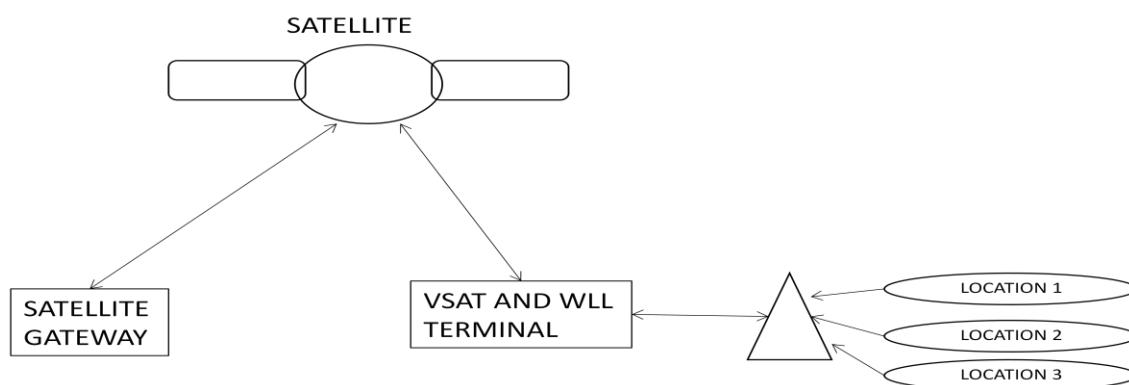 SATELLITE
SATELLITE
GATEWAY
VSAT AND WLL
TERMINAL
LOCATION 1
LOCATION 2
LOCATION 3